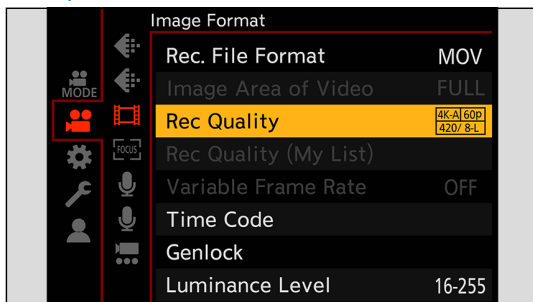 Image Format
Rec. File Format MOV
MODE
Image Area of Video FULL
Rec Quality 4K-A 60p 420/ 8-L
FOCUS
Rec Quality (My List)
Variable Frame Rate OFF
Time Code
Genlock
Luminance Level 16-255